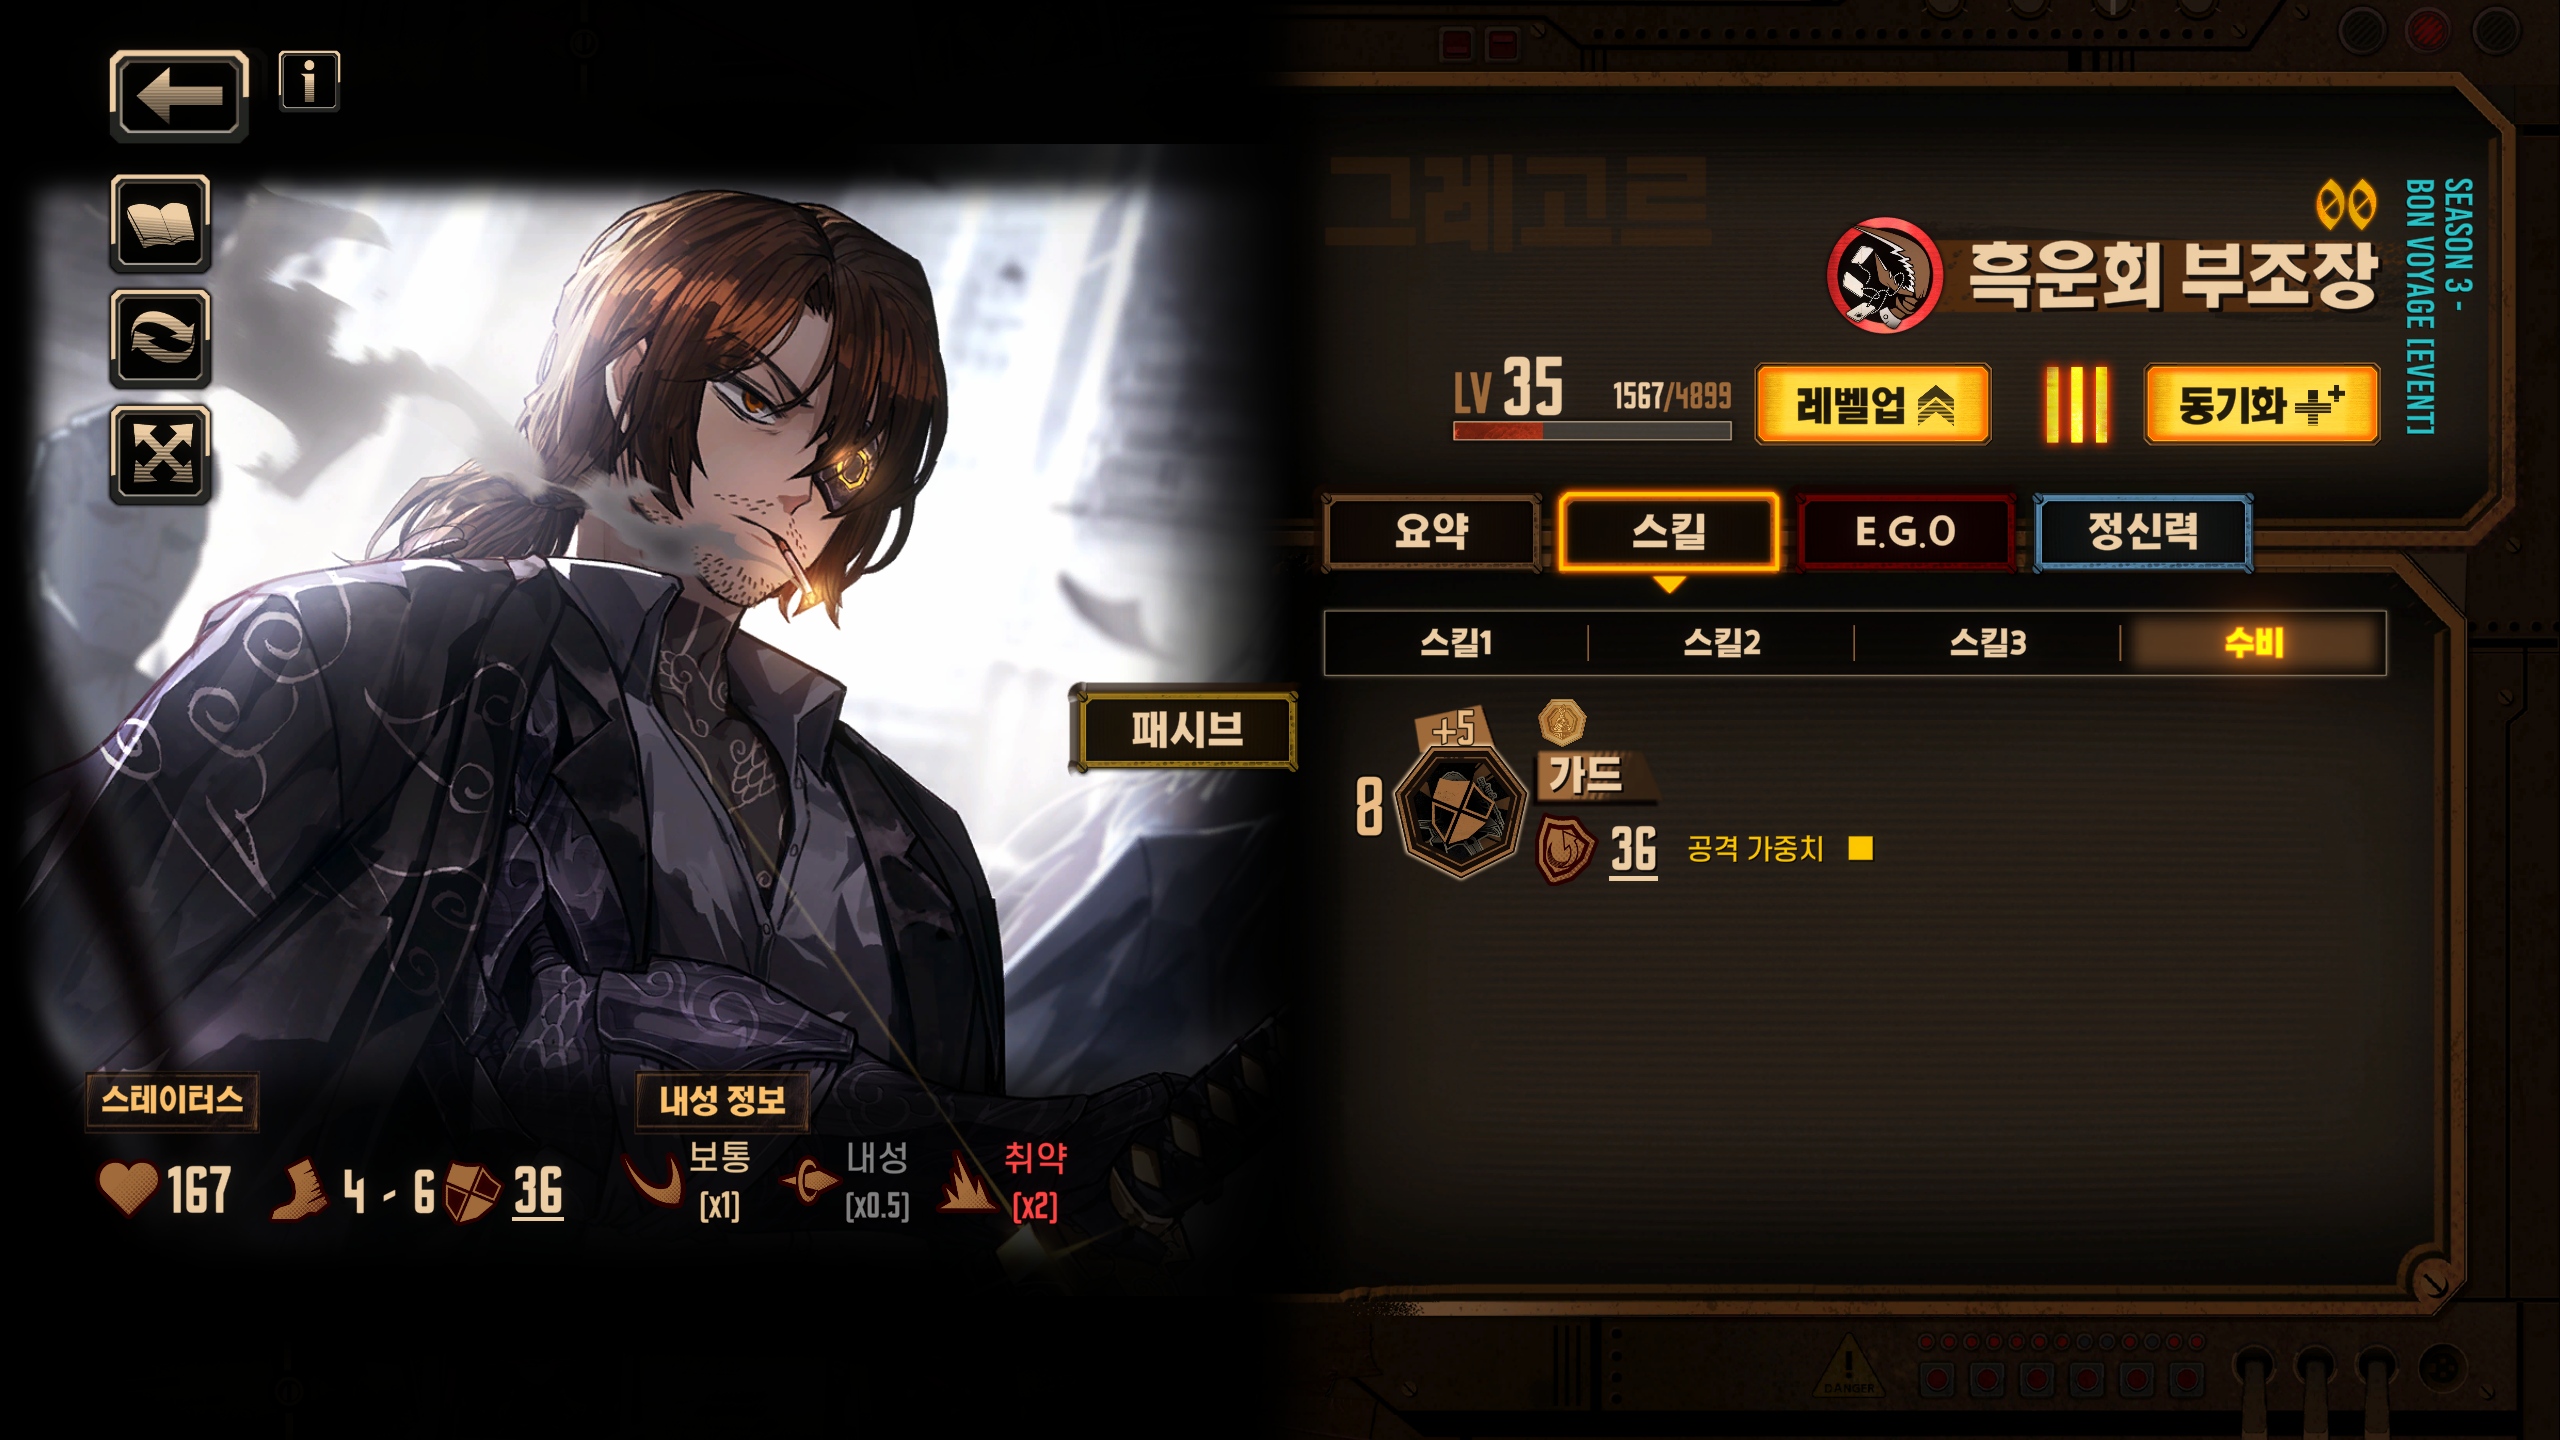 그레고르
흑운회 부조장
SEASON 3 -
BON VOYAGE [EVENT]
LV 35
1567/4899
레벨업
동기화
요약
스킬
E.G.O
정신력
스킬1
스킬2
스킬3
수비
패시브
+5
8
가드
36
공격 가중치
스테이터스
167
4 - 6
36
내성 정보
보통
[x1]
내성
[x0.5]
취약
[x2]
DANGER